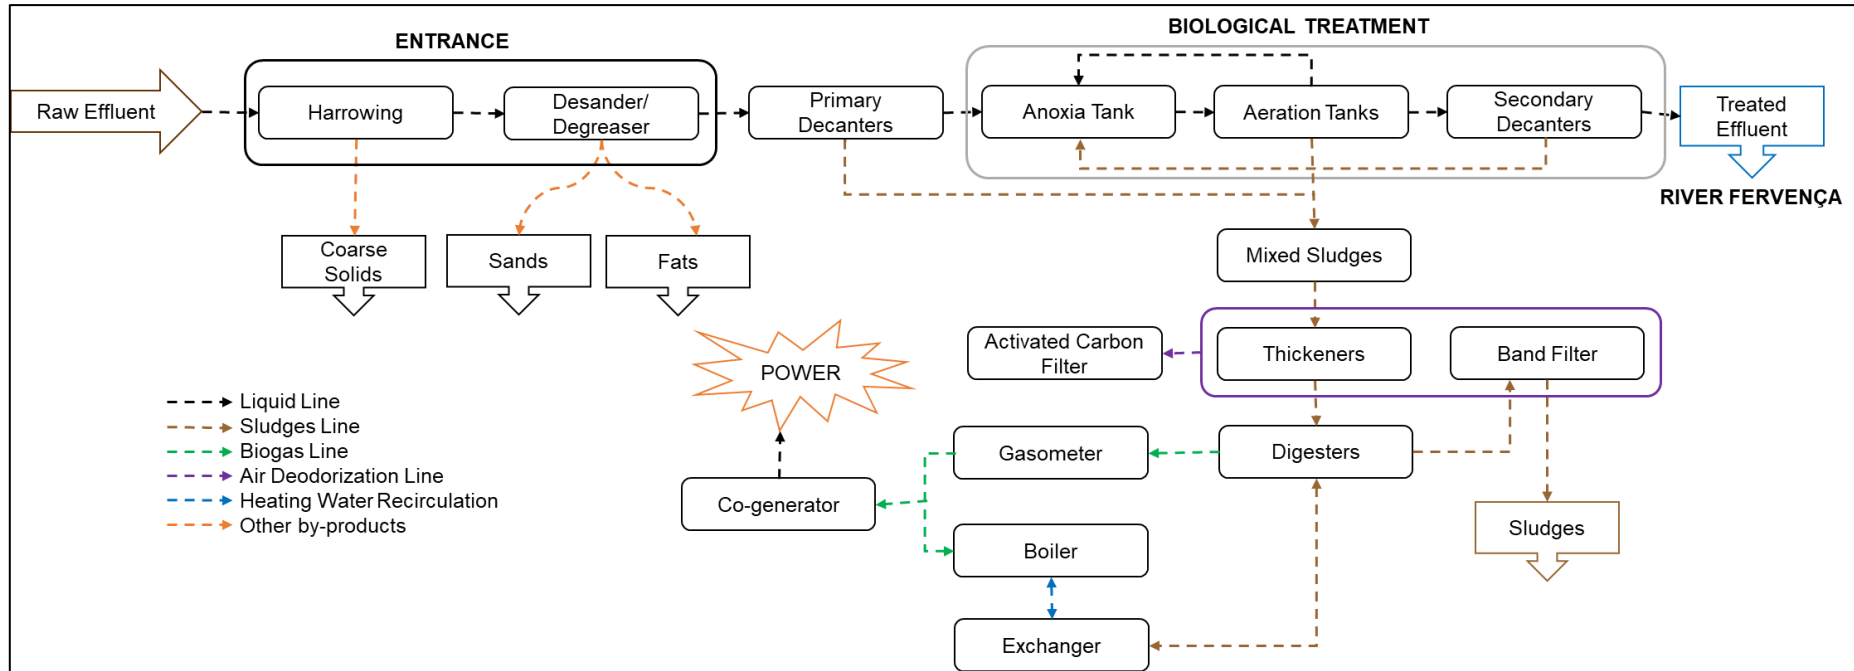 ENTRANCE
BIOLOGICAL TREATMENT
Raw Effluent
Harrowing
Desander/
Degreaser
Primary
Decanters
Anoxia Tank
Aeration Tanks
Secondary
Decanters
Treated
Effluent
RIVER FERVENÇA
Coarse
Solids
Sands
Fats
Mixed Sludges
Activated Carbon
Filter
Thickeners
Band Filter
POWER
Liquid Line
Sludges Line
Biogas Line
Air Deodorization Line
Heating Water Recirculation
Other by-products
Gasometer
Digesters
Co-generator
Boiler
Sludges
Exchanger